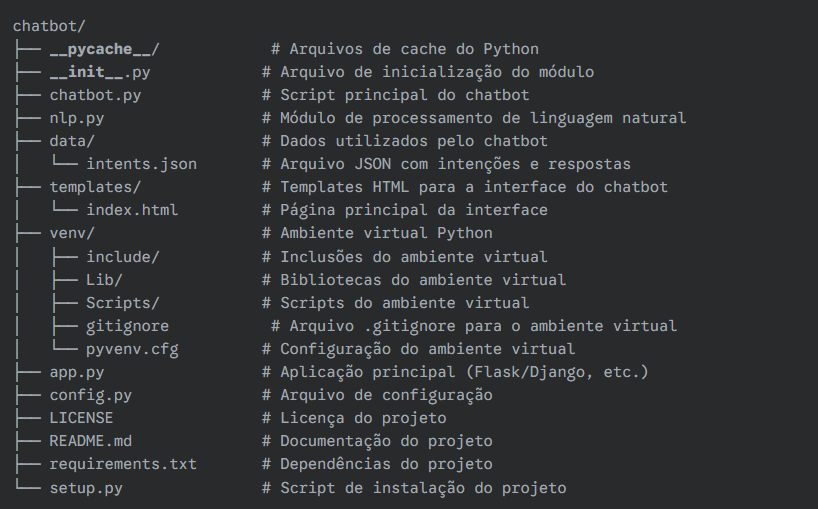 chatbot/
├── __pycache__/            # Arquivos de cache do Python
├── __init__.py            # Arquivo de inicialização do módulo
├── chatbot.py             # Script principal do chatbot
├── nlp.py                 # Módulo de processamento de linguagem natural
├── data/                  # Dados utilizados pelo chatbot
│   └── intents.json       # Arquivo JSON com intenções e respostas
├── templates/             # Templates HTML para a interface do chatbot
│   └── index.html         # Página principal da interface
├── venv/                  # Ambiente virtual Python
│   ├── include/           # Inclusões do ambiente virtual
│   ├── Lib/               # Bibliotecas do ambiente virtual
│   ├── Scripts/           # Scripts do ambiente virtual
│   ├── gitignore           # Arquivo .gitignore para o ambiente virtual
│   └── pyvenv.cfg         # Configuração do ambiente virtual
├── app.py                 # Aplicação principal (Flask/Django, etc.)
├── config.py              # Arquivo de configuração
├── LICENSE                # Licença do projeto
├── README.md              # Documentação do projeto
├── requirements.txt       # Dependências do projeto
└── setup.py               # Script de instalação do projeto